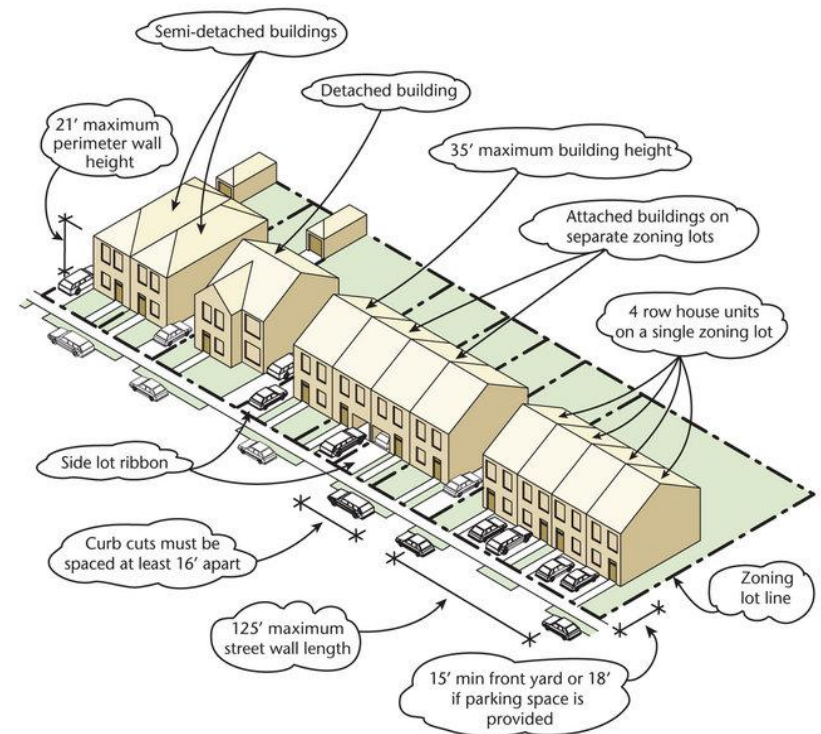 Semi-detached buildings
Detached building
21′ maximum
perimeter wall
height
35′ maximum building height
Attached buildings on
separate zoning lots
4 row house units
on a single zoning lot
Side lot ribbon
Curb cuts must be
spaced at least 16′ apart
Zoning
lot line
125′ maximum
street wall length
15′ min front yard or 18′
if parking space is
provided